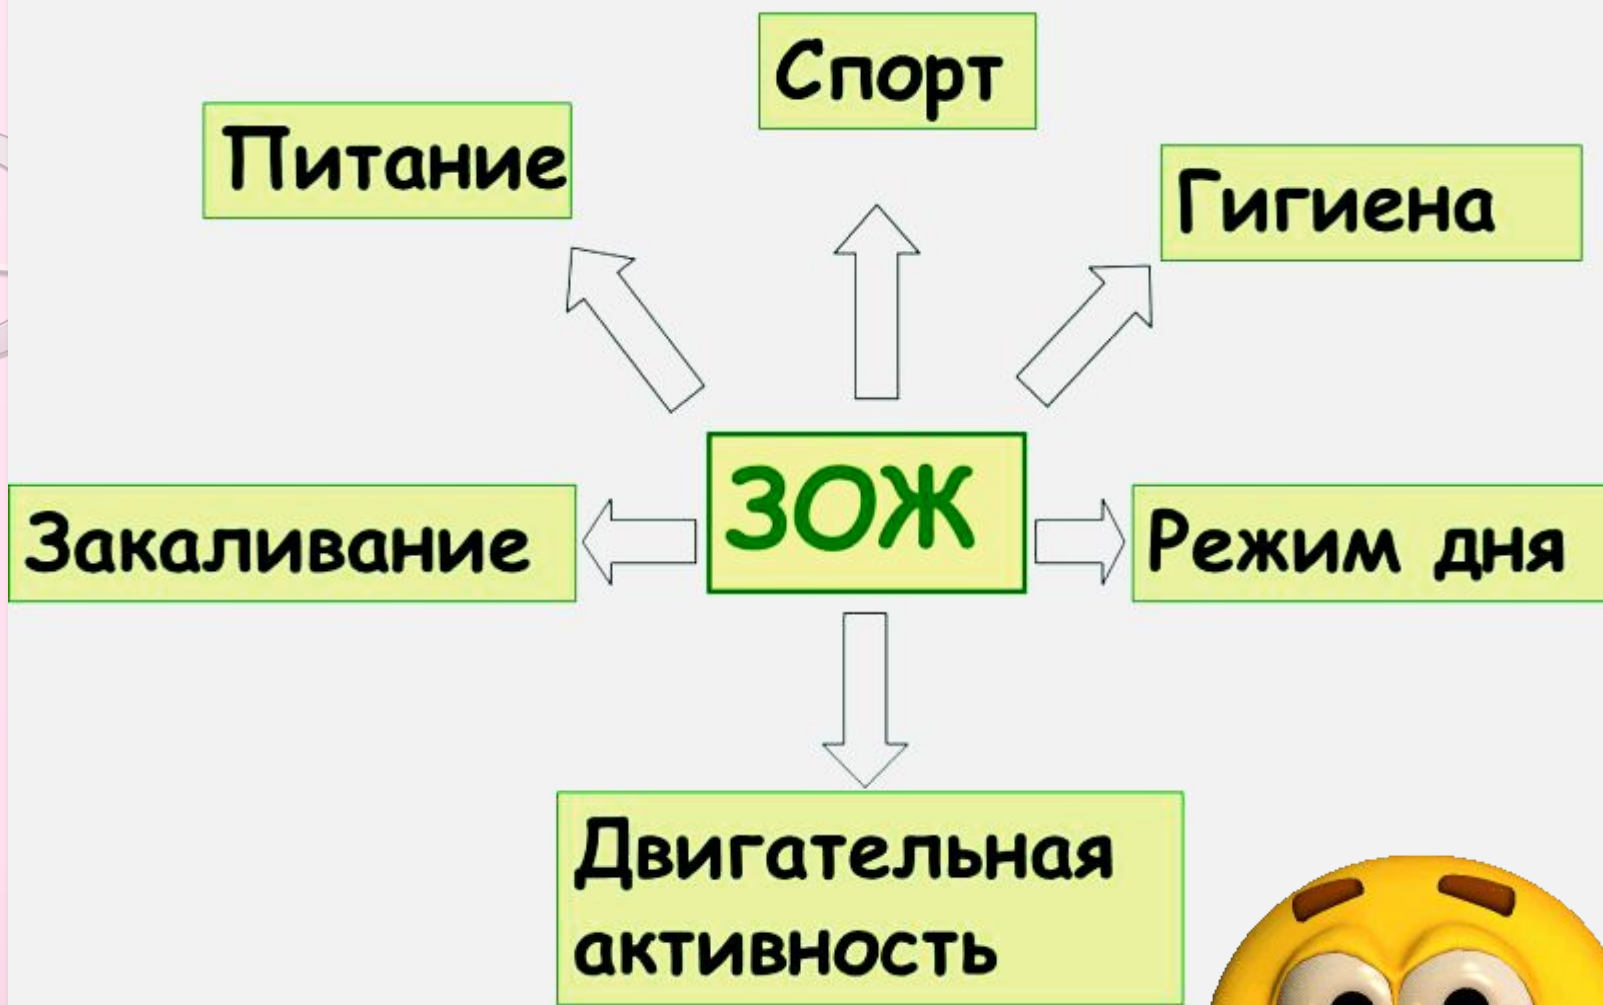 Спорт
Питание
Гигиена
ЗОЖ
Закаливание
Режим дня
Двигательная
активность